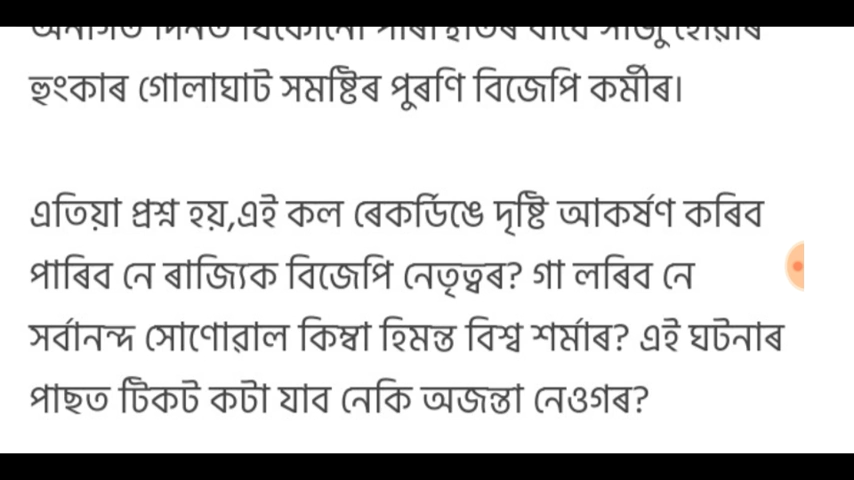 হুংকাৰ গোলাঘাট সমষ্টিৰ পুৰণি বিজেপি কৰ্মীৰ।
এতিয়া প্ৰশ্ন হয়,এই কল ৰেকৰ্ডিঙে দৃষ্টি আকৰ্ষণ কৰিব
পাৰিব নে ৰাজ্যিক বিজেপি নেতৃত্বৰ? গা লৰিব নে
সৰ্বানন্দ সোণোৱাল কিম্বা হিমন্ত বিশ্ব শৰ্মাৰ? এই ঘটনাৰ
পাছত টিকট কটা যাব নেকি অজন্তা নেওগৰ?